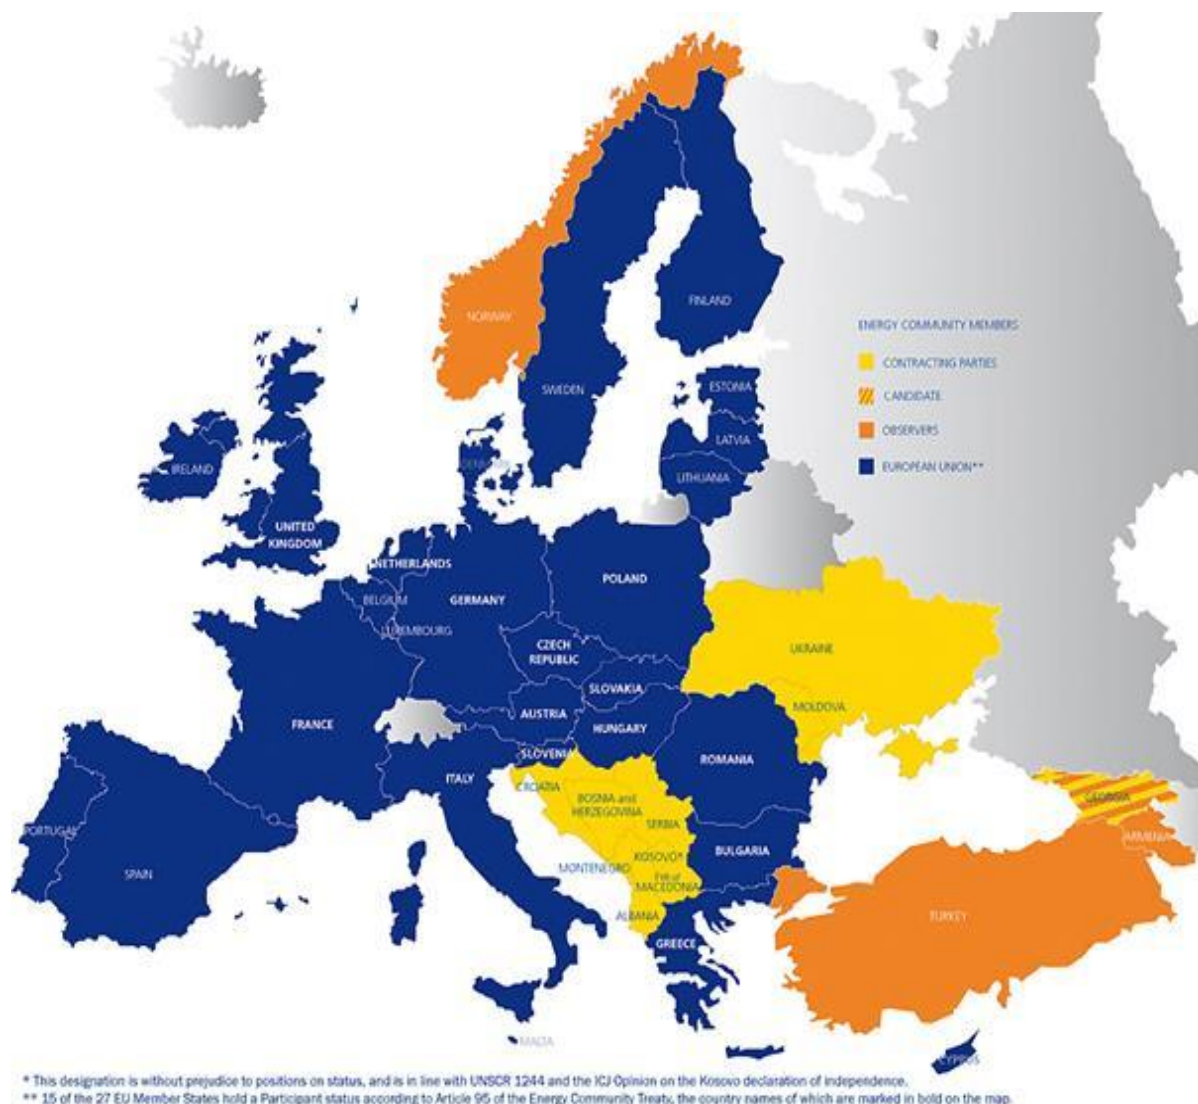 NORWAY
FINLAND
SWEDEN
ESTONIA
LATVIA
LITHUANIA
ENERGY COMMUNITY MEMBERS
CONTRACTING PARTIES
CANDIDATE
OBSERVERS
EUROPEAN UNION**
DENMARK
IRELAND
UNITED
KINGDOM
NETHERLANDS
BELGIUM
LUXEMBOURG
GERMANY
POLAND
CZECH
REPUBLIC
SLOVAKIA
UKRAINE
MOLDOVA
AUSTRIA
HUNGARY
FRANCE
SLOVENIA
ROMANIA
ITALY
CROATIA
BOSNIA and
HERZEGOVINA
SERBIA
GEORGIA
ARMENIA
PORTUGAL
SPAIN
MONTENEGRO
KOSOVO*
BULGARIA
MACEDONIA
ALBANIA
GREECE
TURKEY
MALTA
CYPRUS
* This designation is without prejudice to positions on status, and is in line with UNSCR 1244 and the ICJ Opinion on the Kosovo declaration of independence.
** 15 of the 27 EU Member States hold a Participant status according to Article 95 of the Energy Community Treaty, the country names of which are marked in bold on the map.